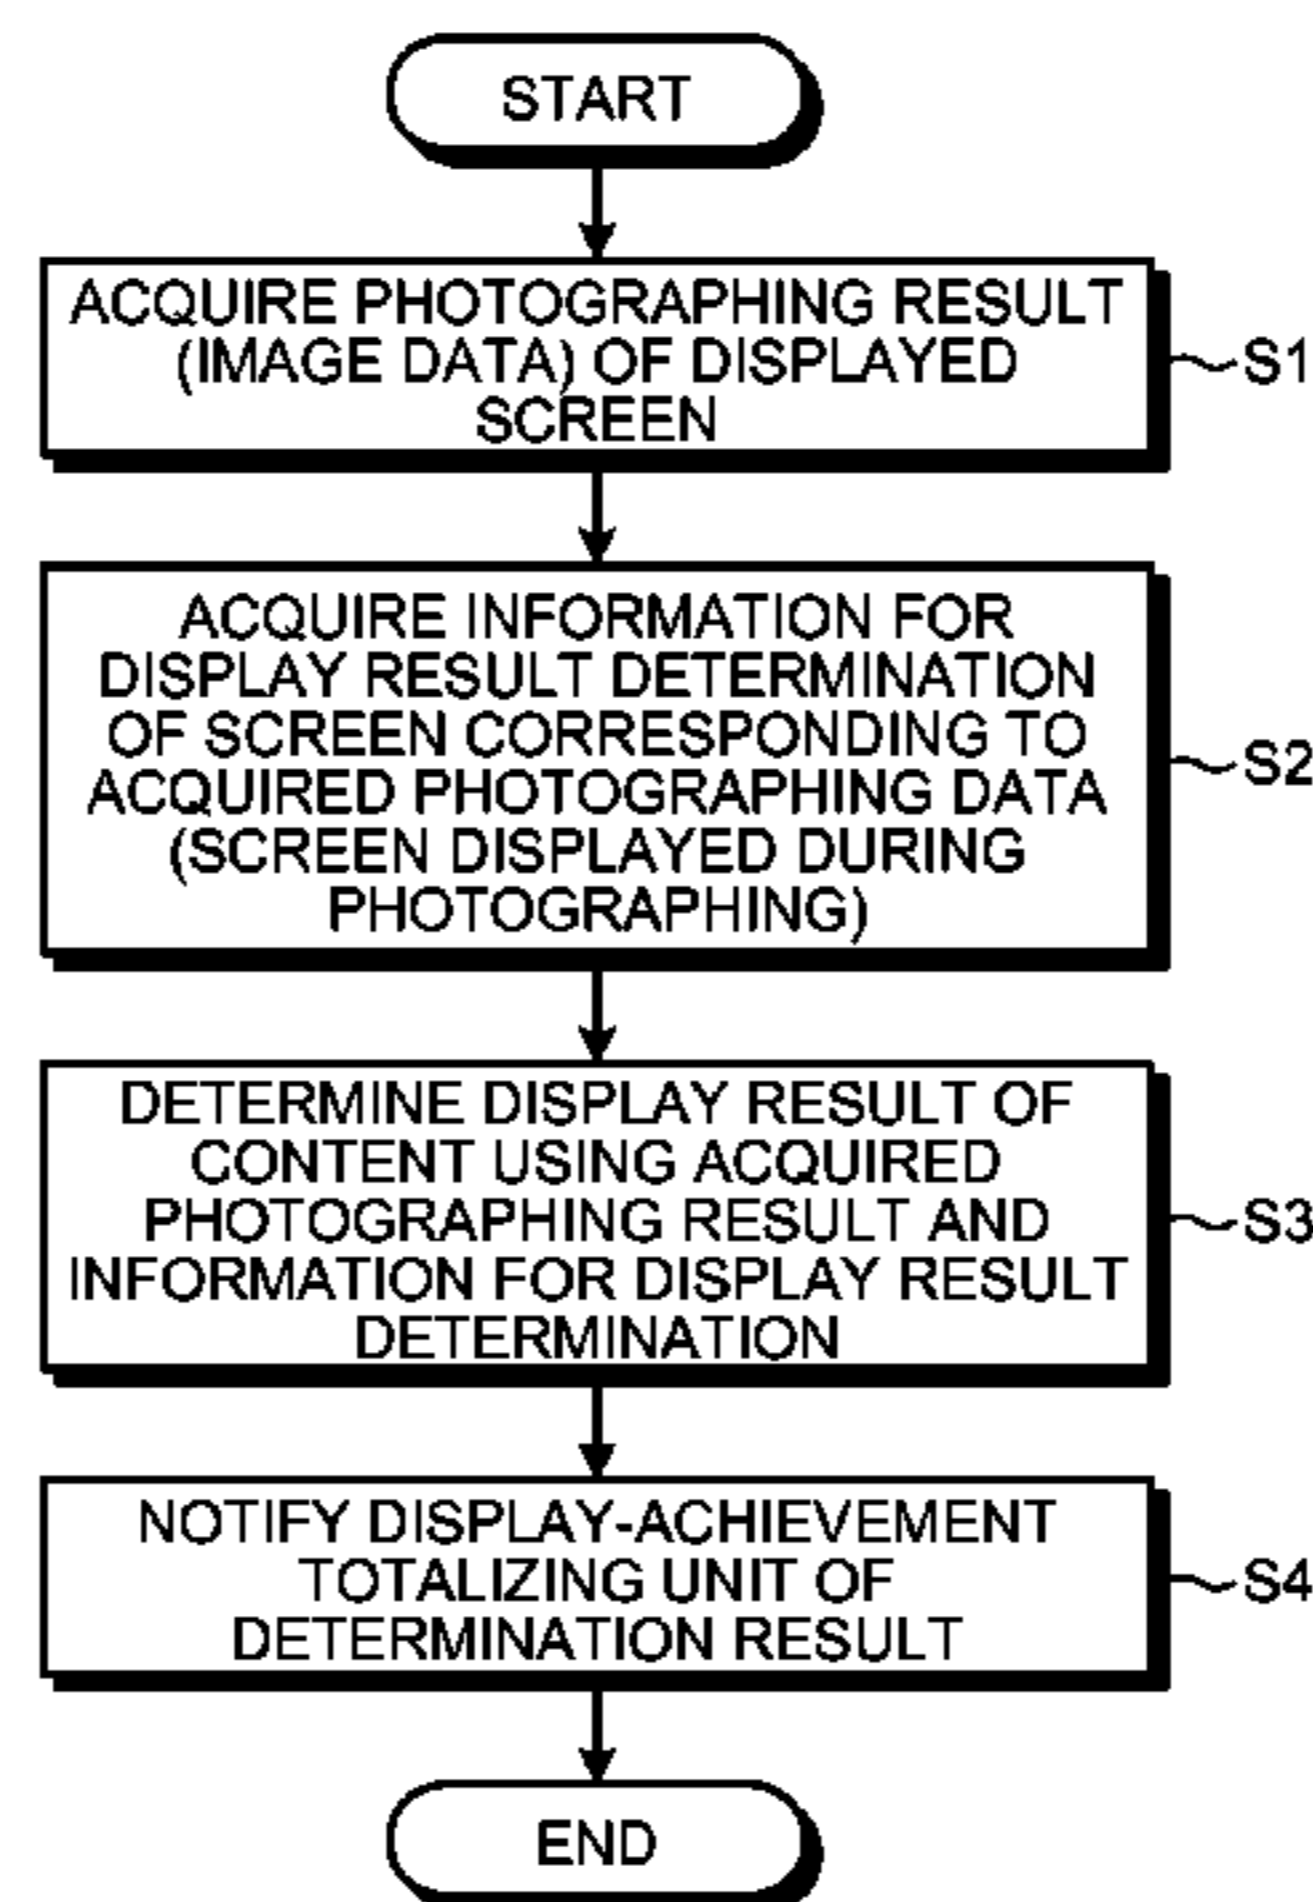 START
ACQUIRE PHOTOGRAPHING RESULT
(IMAGE DATA) OF DISPLAYED
SCREEN
S1
ACQUIRE INFORMATION FOR
DISPLAY RESULT DETERMINATION
OF SCREEN CORRESPONDING TO
ACQUIRED PHOTOGRAPHING DATA
(SCREEN DISPLAYED DURING
PHOTOGRAPHING)
S2
DETERMINE DISPLAY RESULT OF
CONTENT USING ACQUIRED
PHOTOGRAPHING RESULT AND
INFORMATION FOR DISPLAY RESULT
DETERMINATION
S3
NOTIFY DISPLAY-ACHIEVEMENT
TOTALIZING UNIT OF
DETERMINATION RESULT
S4
END